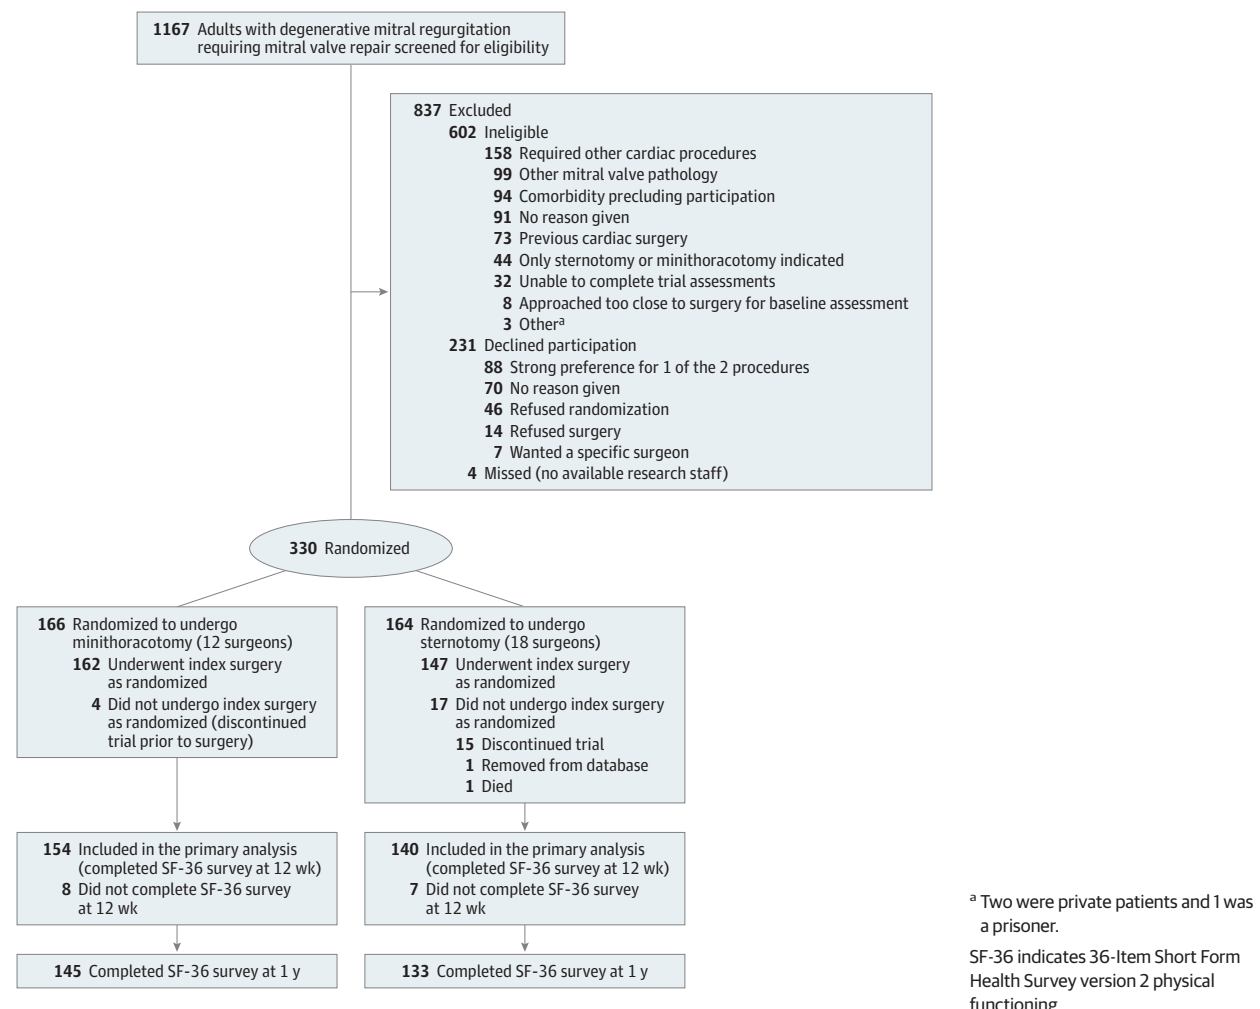 1167 Adults with degenerative mitral regurgitation
requiring mitral valve repair screened for eligibility
837 Excluded
602 Ineligible
158 Required other cardiac procedures
99 Other mitral valve pathology
94 Comorbidity precluding participation
91 No reason given
73 Previous cardiac surgery
44 Only sternotomy or minithoracotomy indicated
32 Unable to complete trial assessments
8 Approached too close to surgery for baseline assessment
3 Otherᵃ
231 Declined participation
88 Strong preference for 1 of the 2 procedures
70 No reason given
46 Refused randomization
14 Refused surgery
7 Wanted a specific surgeon
4 Missed (no available research staff)
330 Randomized
166 Randomized to undergo
minithoracotomy (12 surgeons)
162 Underwent index surgery
as randomized
4 Did not undergo index surgery
as randomized (discontinued
trial prior to surgery)
164 Randomized to undergo
sternotomy (18 surgeons)
147 Underwent index surgery
as randomized
17 Did not undergo index surgery
as randomized
15 Discontinued trial
1 Removed from database
1 Died
154 Included in the primary analysis
(completed SF-36 survey at 12 wk)
8 Did not complete SF-36 survey
at 12 wk
140 Included in the primary analysis
(completed SF-36 survey at 12 wk)
7 Did not complete SF-36 survey
at 12 wk
145 Completed SF-36 survey at 1 y
133 Completed SF-36 survey at 1 y
ᵃ Two were private patients and 1 was
a prisoner.
SF-36 indicates 36-Item Short Form
Health Survey version 2 physical
functioning